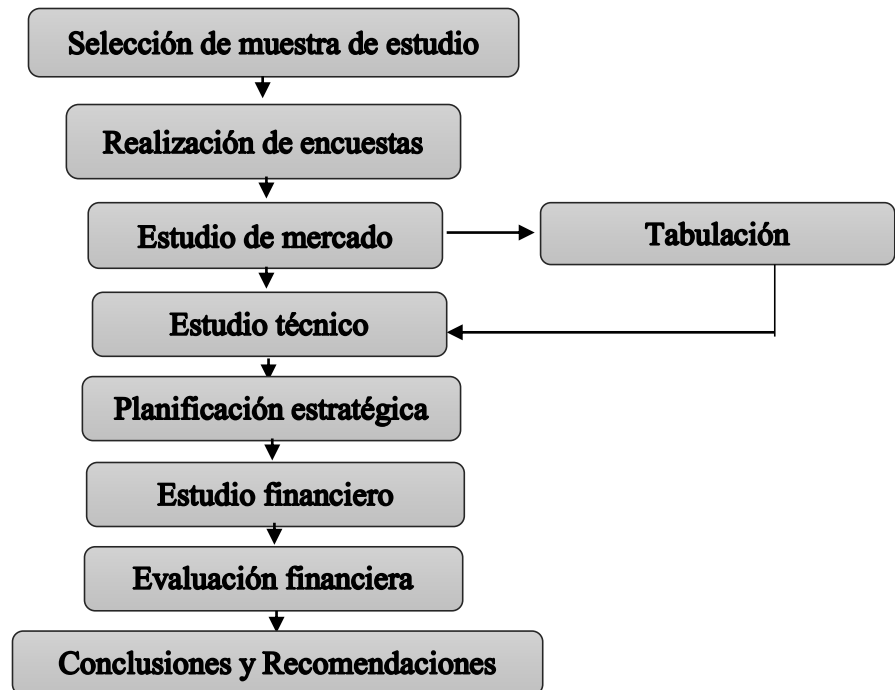 Selección de muestra de estudio
Realización de encuestas
Estudio de mercado
Tabulación
Estudio técnico
Planificación estratégica
Estudio financiero
Evaluación financiera
Conclusiones y Recomendaciones